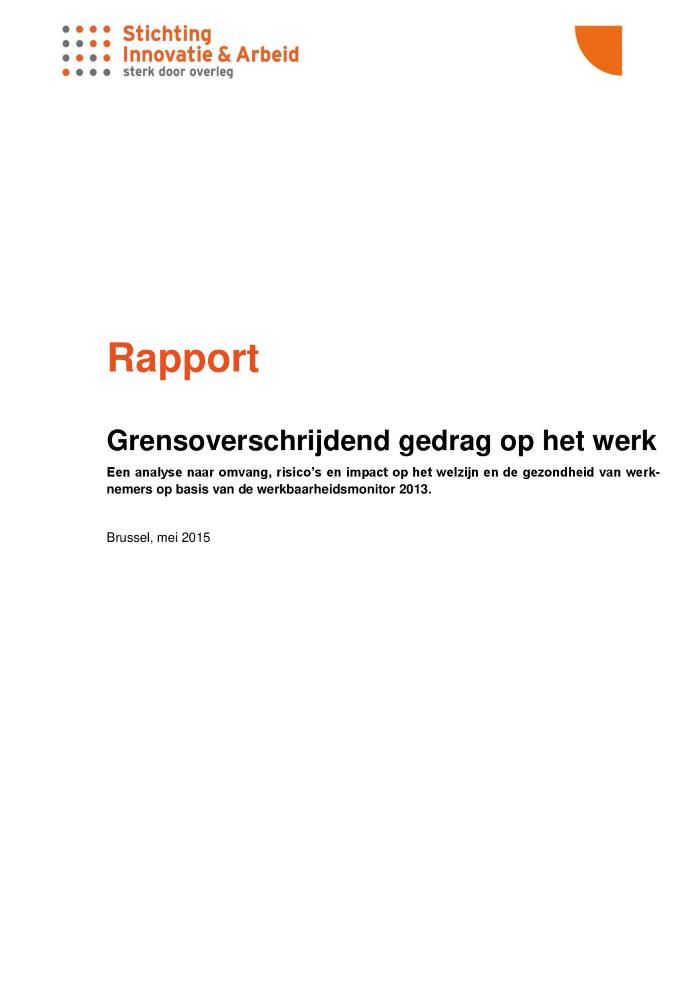 Stichting
Innovatie & Arbeid
sterk door overleg
Rapport
Grensoverschrijdend gedrag op het werk
Een analyse naar omvang, risico's en impact op het welzijn en de gezondheid van werk-
nemers op basis van de werkbaarheidsmonitor 2013.
Brussel, mei 2015